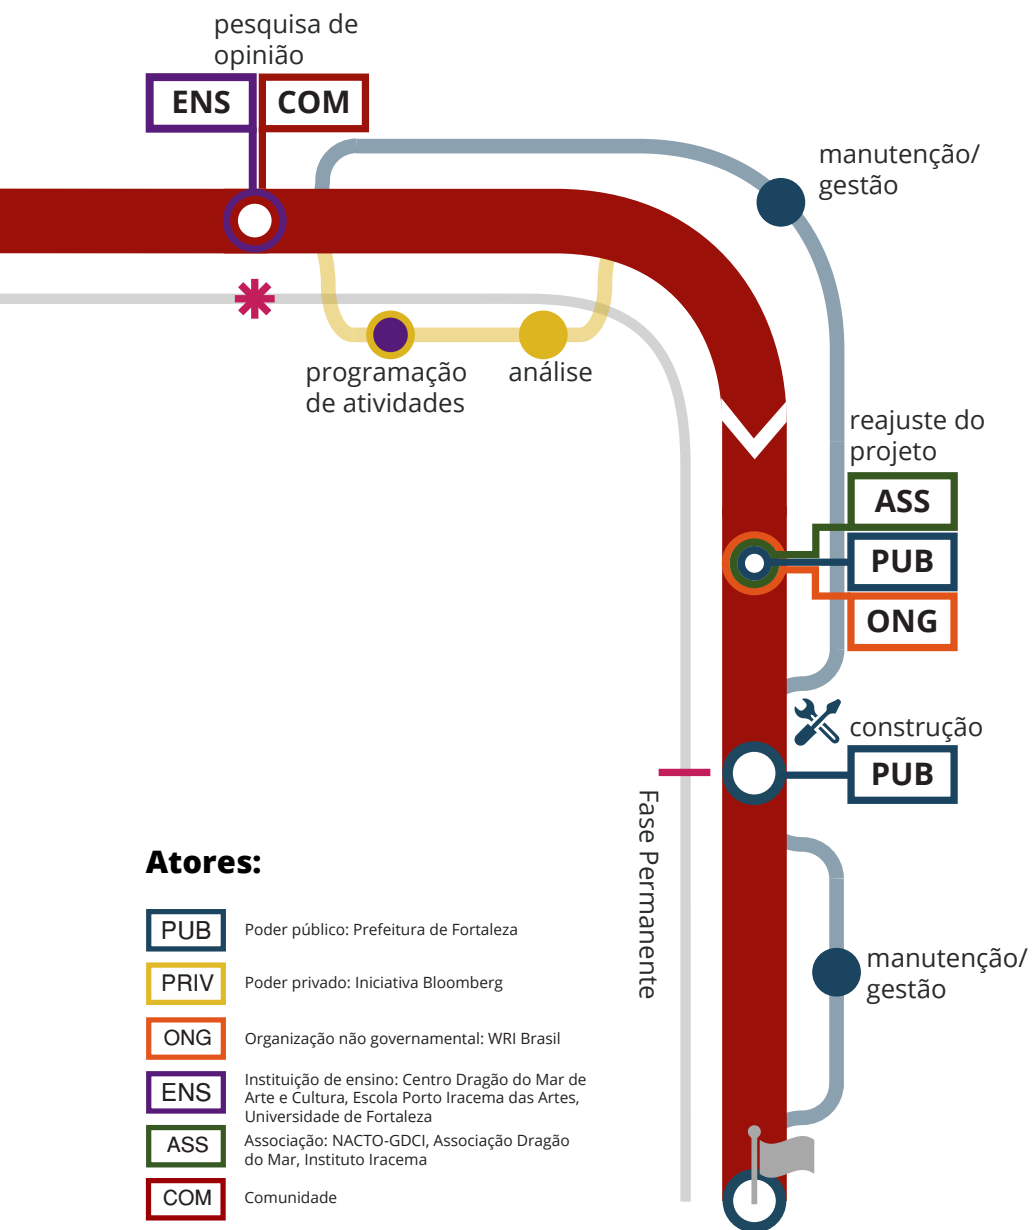 pesquisa de
opinião
ENS
COM
manutenção/
gestão
programação
de atividades
análise
reajuste do
projeto
ASS
PUB
ONG
construção
PUB
Fase Permanente
manutenção/
gestão
Atores:
PUB
Poder público: Prefeitura de Fortaleza
PRIV
Poder privado: Iniciativa Bloomberg
ONG
Organização não governamental: WRI Brasil
ENS
Instituição de ensino: Centro Dragão do Mar de
Arte e Cultura, Escola Porto Iracema das Artes,
Universidade de Fortaleza
ASS
Associação: NACTO-GDCI, Associação Dragão
do Mar, Instituto Iracema
COM
Comunidade